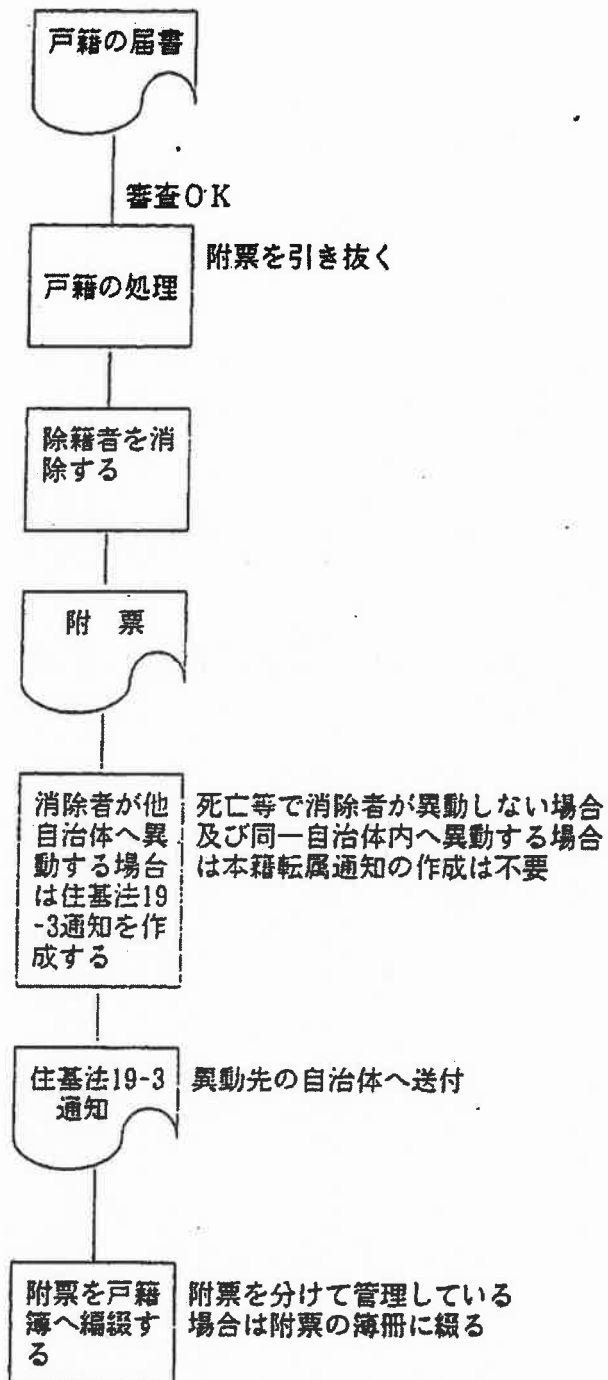 戸籍の届書
審査OK
戸籍の処理
附票を引き抜く
除籍者を消
除する
附 票
消除者が他
自治体へ異
動する場合
は住基法19
-3通知を作
成する
死亡等で消除者が異動しない場合
及び同一自治体内へ異動する場合
は本籍転属通知の作成は不要
住基法19-3
通知
異動先の自治体へ送付
附票を戸籍
簿へ編綴す
る
附票を分けて管理している
場合は附票の簿冊に綴る